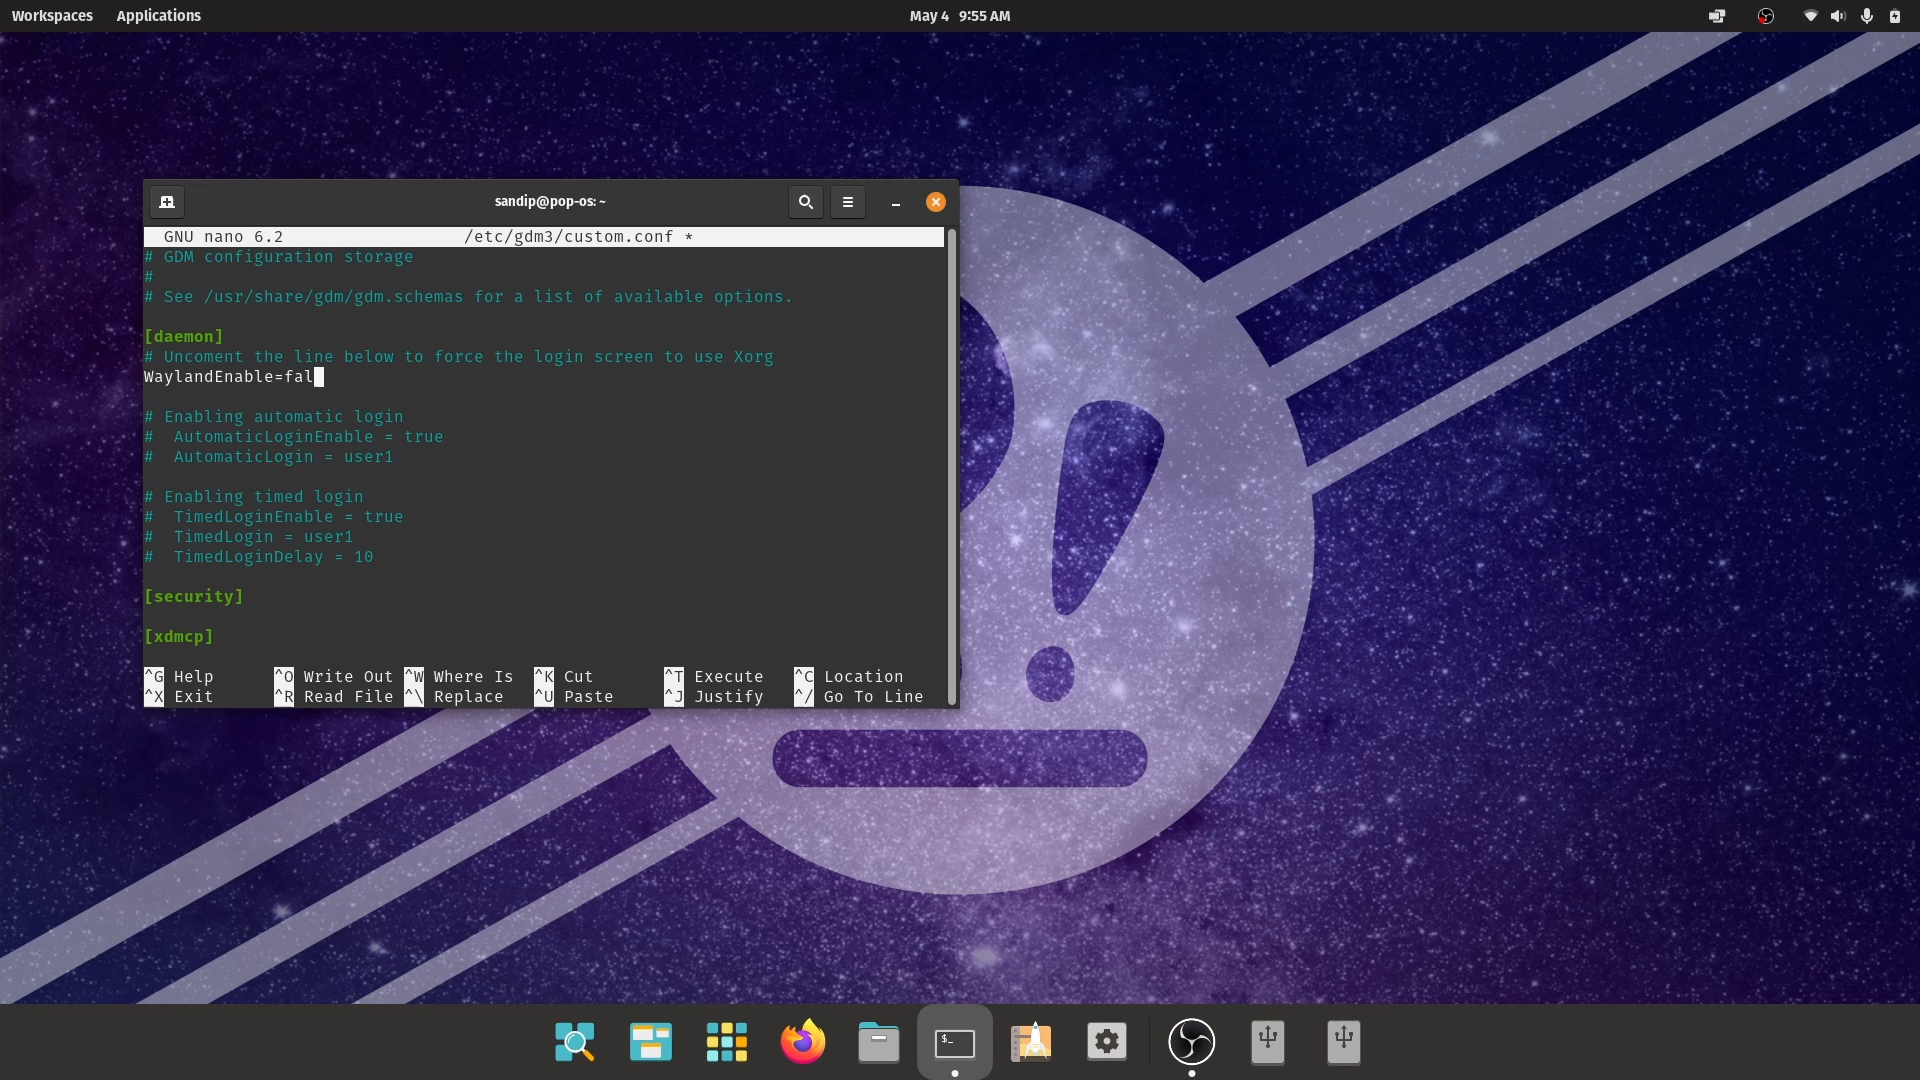 Workspaces Applications May 4 9:55 AM
sandip@pop-os: ~
GNU nano 6.2 /etc/gdm3/custom.conf *
# GDM configuration storage
#
# See /usr/share/gdm/gdm.schemas for a list of available options.
[daemon]
# Uncoment the line below to force the login screen to use Xorg
WaylandEnable=fal
# Enabling automatic login
#  AutomaticLoginEnable = true
#  AutomaticLogin = user1
# Enabling timed login
#  TimedLoginEnable = true
#  TimedLogin = user1
#  TimedLoginDelay = 10
[security]
[xdmcp]
^G Help ^O Write Out ^W Where Is ^K Cut ^T Execute ^C Location
^X Exit ^R Read File ^\ Replace ^U Paste ^J Justify ^/ Go To Line
$_